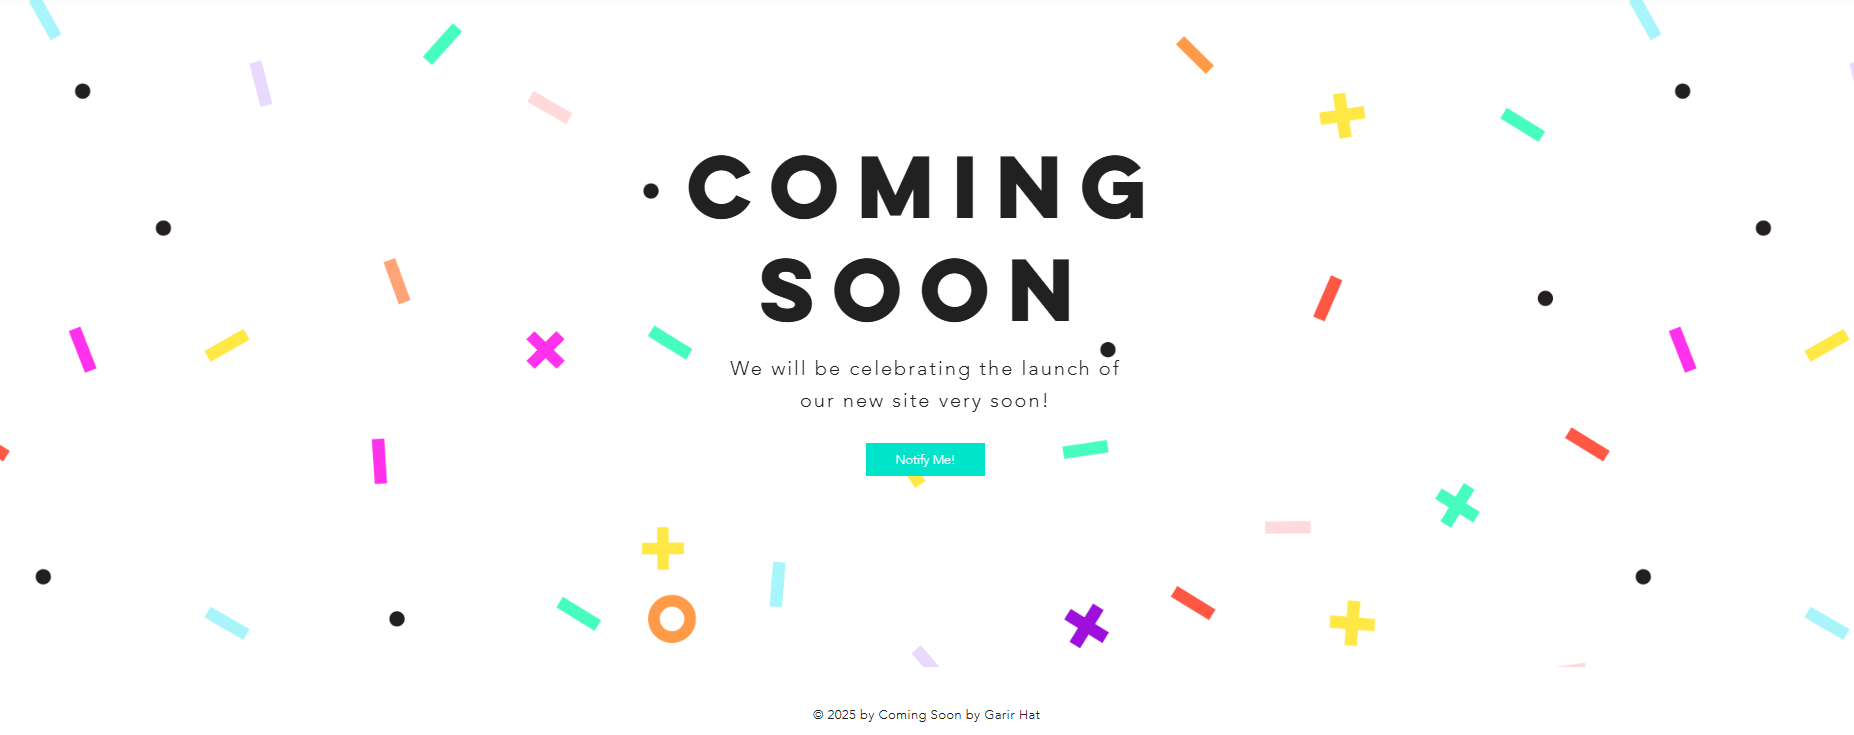 COMING
SOON
We will be celebrating the launch of
our new site very soon!
Notify Me!
© 2025 by Coming Soon by Garir Hat